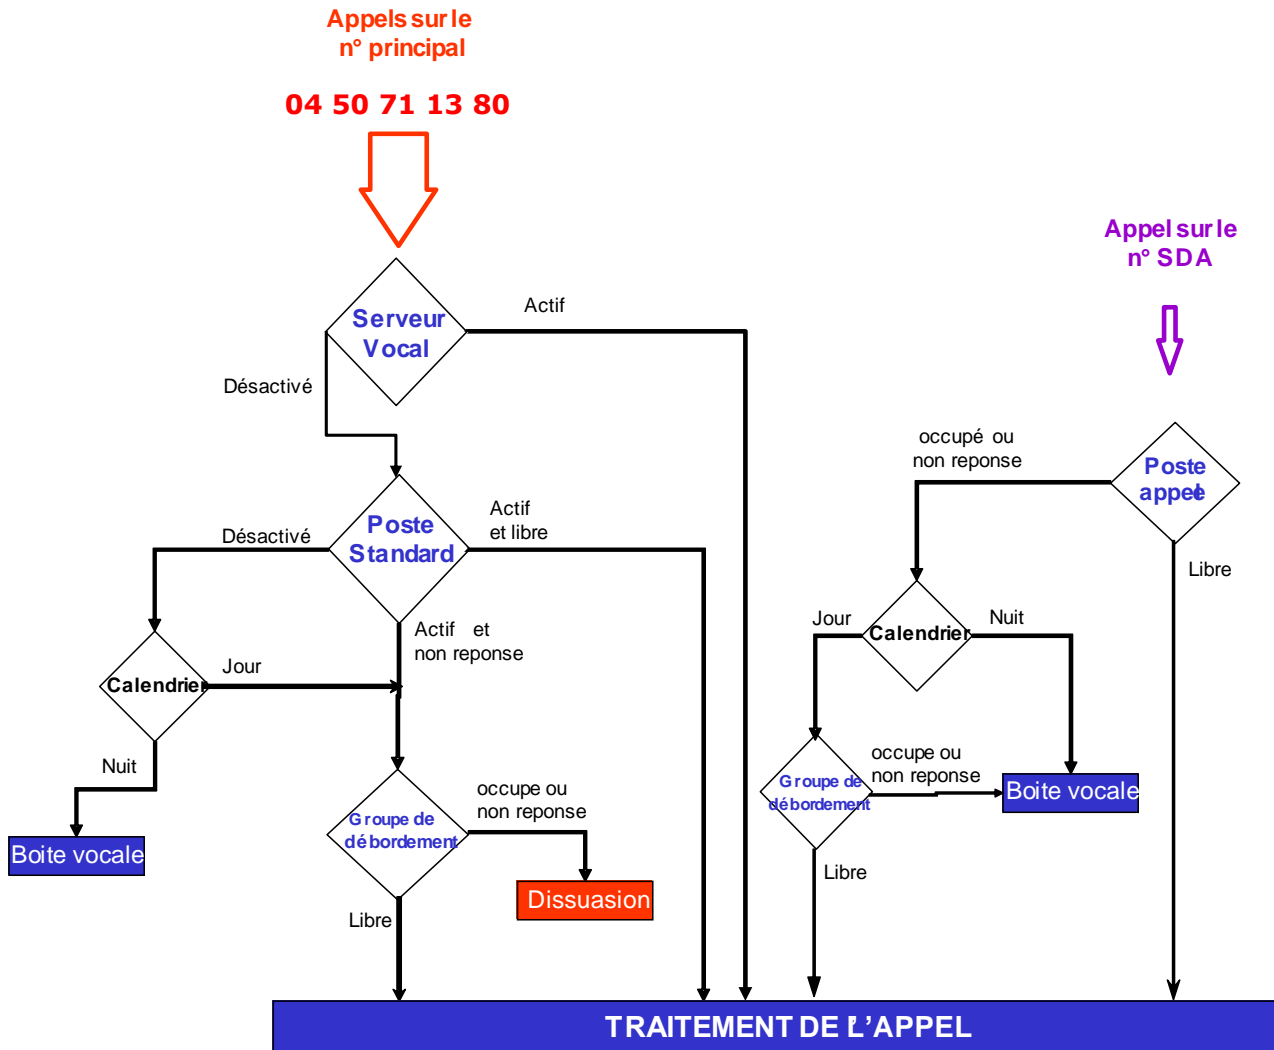 Appels sur le
n° principal
04 50 71 13 80
Appel sur le
n° SDA
Serveur
Vocal
Actif
Désactivé
occupé ou
non reponse
Poste
appelé
Libre
Poste
Standard
Actif
et libre
Désactivé
Actif et
non reponse
Calendrier
Jour
Nuit
Calendrier
Jour
Nuit
Boite vocale
Groupe de
débordement
occupe ou
non reponse
Dissuasion
Libre
Groupe de
débordement
occupe ou
non reponse
Boite vocale
Libre
TRAITEMENT DE L'APPEL